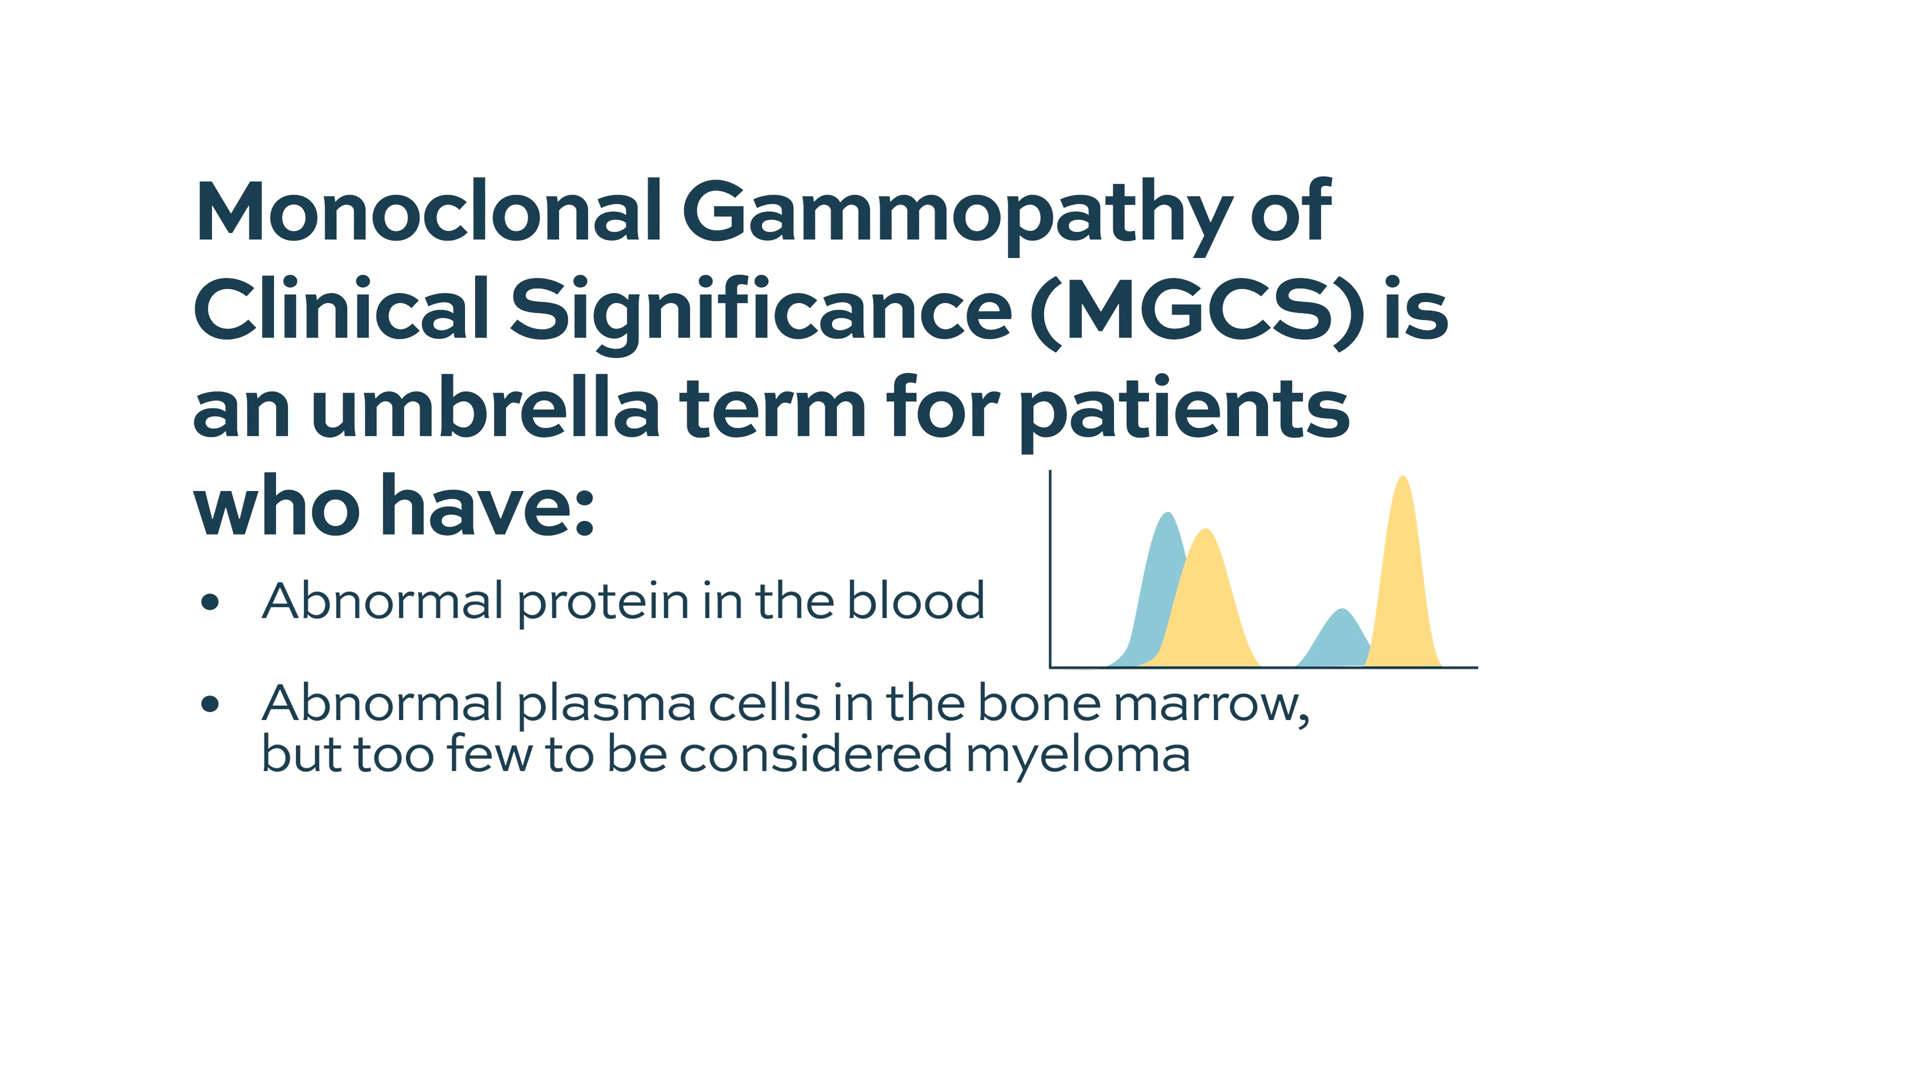 Monoclonal Gammopathy of
Clinical Significance (MGCS) is
an umbrella term for patients
who have:
• Abnormal protein in the blood
• Abnormal plasma cells in the bone marrow,
but too few to be considered myeloma